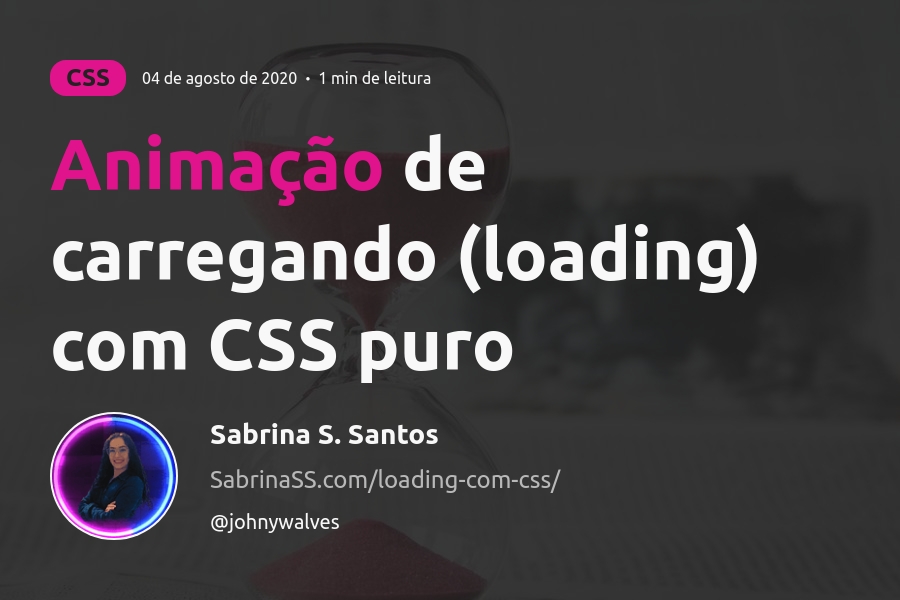 CSS 04 de agosto de 2020 • 1 min de leitura
Animação de
carregando (loading)
com CSS puro
Sabrina S. Santos
SabrinaSS.com/loading-com-css/
@johnywalves